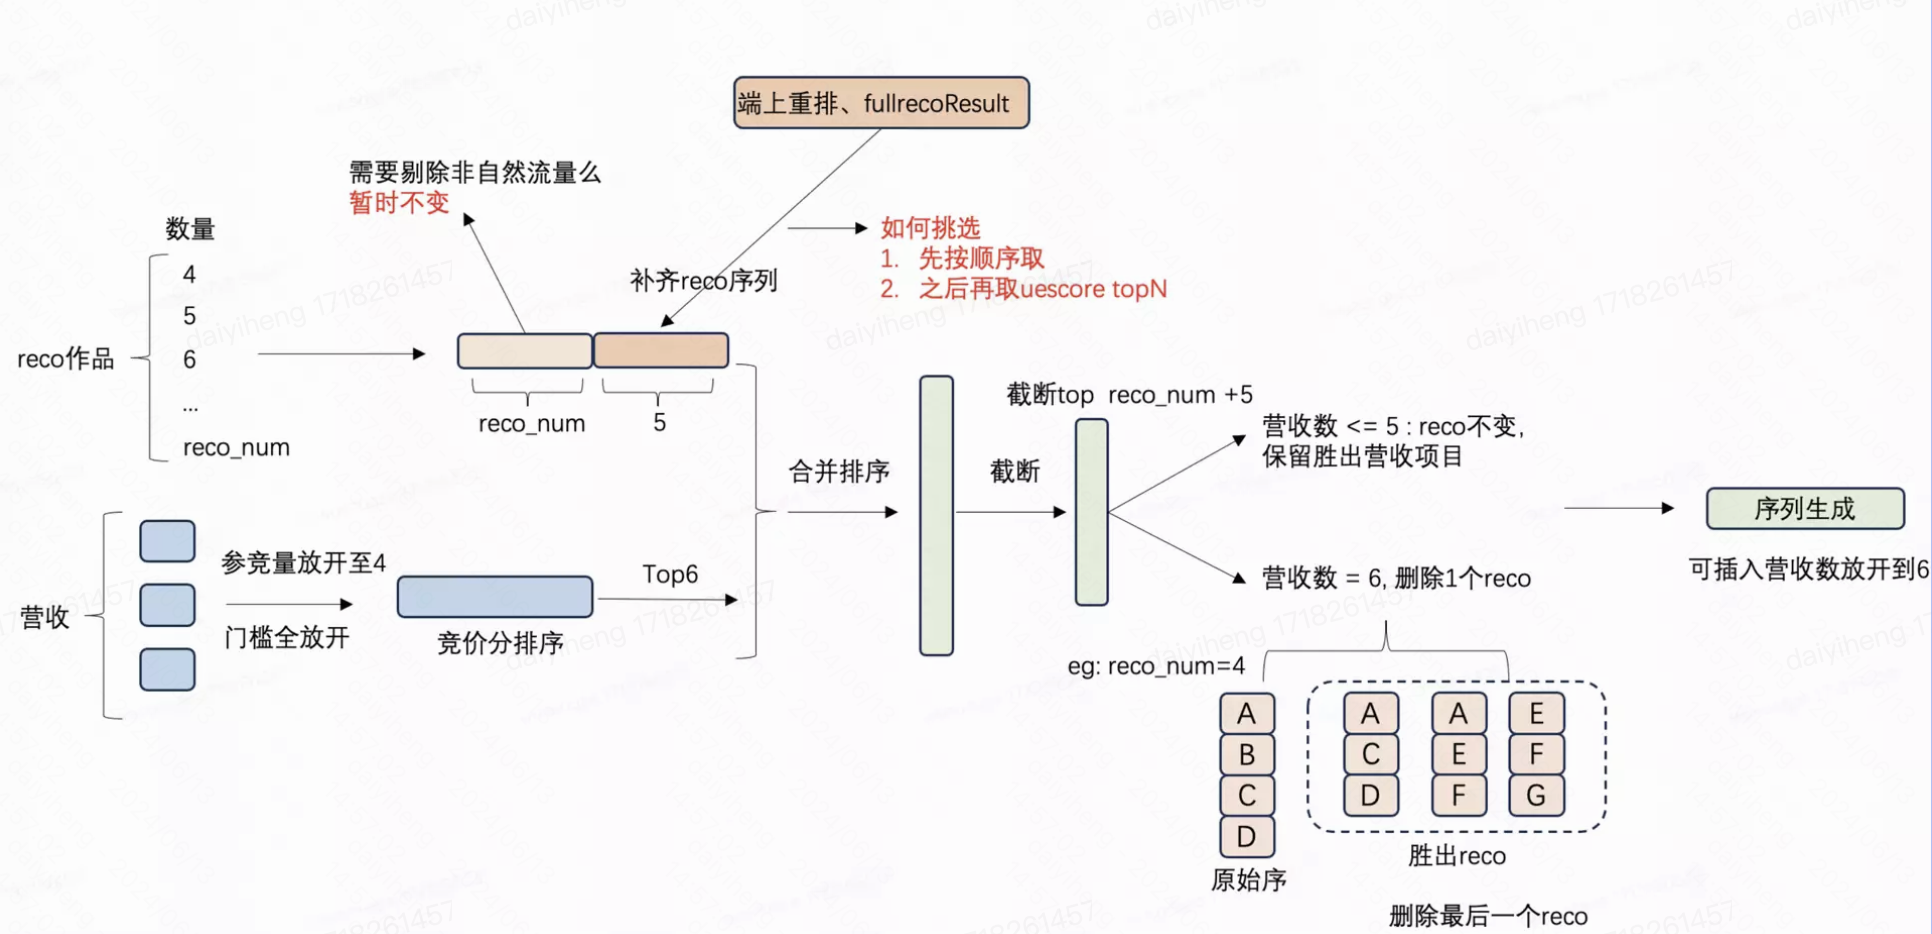 端上重排、fullrecoResult
需要剔除非自然流量么
暂时不变
如何挑选
1. 先按顺序取
2. 之后再取uescore topN
补齐reco序列
数量
4
5
6
...
reco_num
reco作品
reco_num
5
营收
参竞量放开至4
门槛全放开
竞价分排序
Top6
合并排序
截断
截断top reco_num +5
营收数 <= 5 : reco不变,
保留胜出营收项目
营收数 = 6, 删除1个reco
序列生成
可插入营收数放开到6
eg: reco_num=4
A
B
C
D
原始序
A
C
D
A
E
F
E
F
G
胜出reco
删除最后一个reco
daiyiheng 1718261457